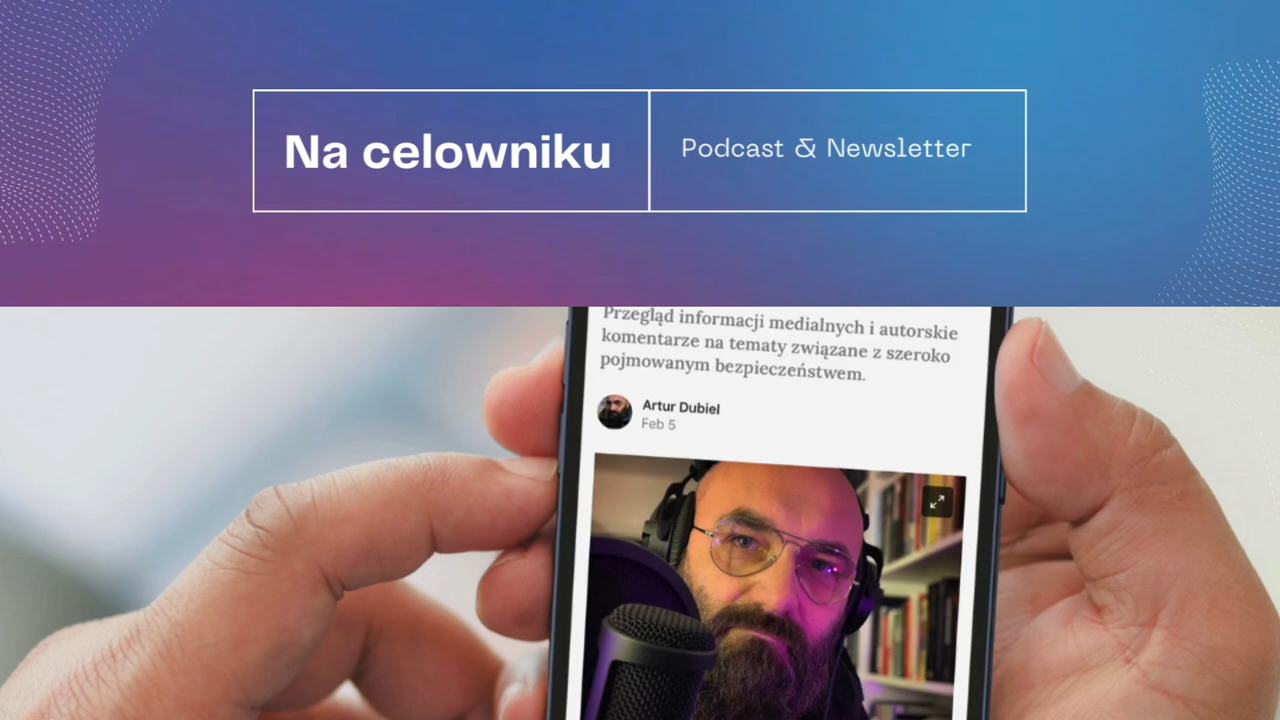 Na celowniku
Podcast & Newsletter
Przegląd informacji medialnych i autorskie
komentarze na tematy związane z szeroko
pojmowanym bezpieczeństwem.
Artur Dubiel
Feb 5